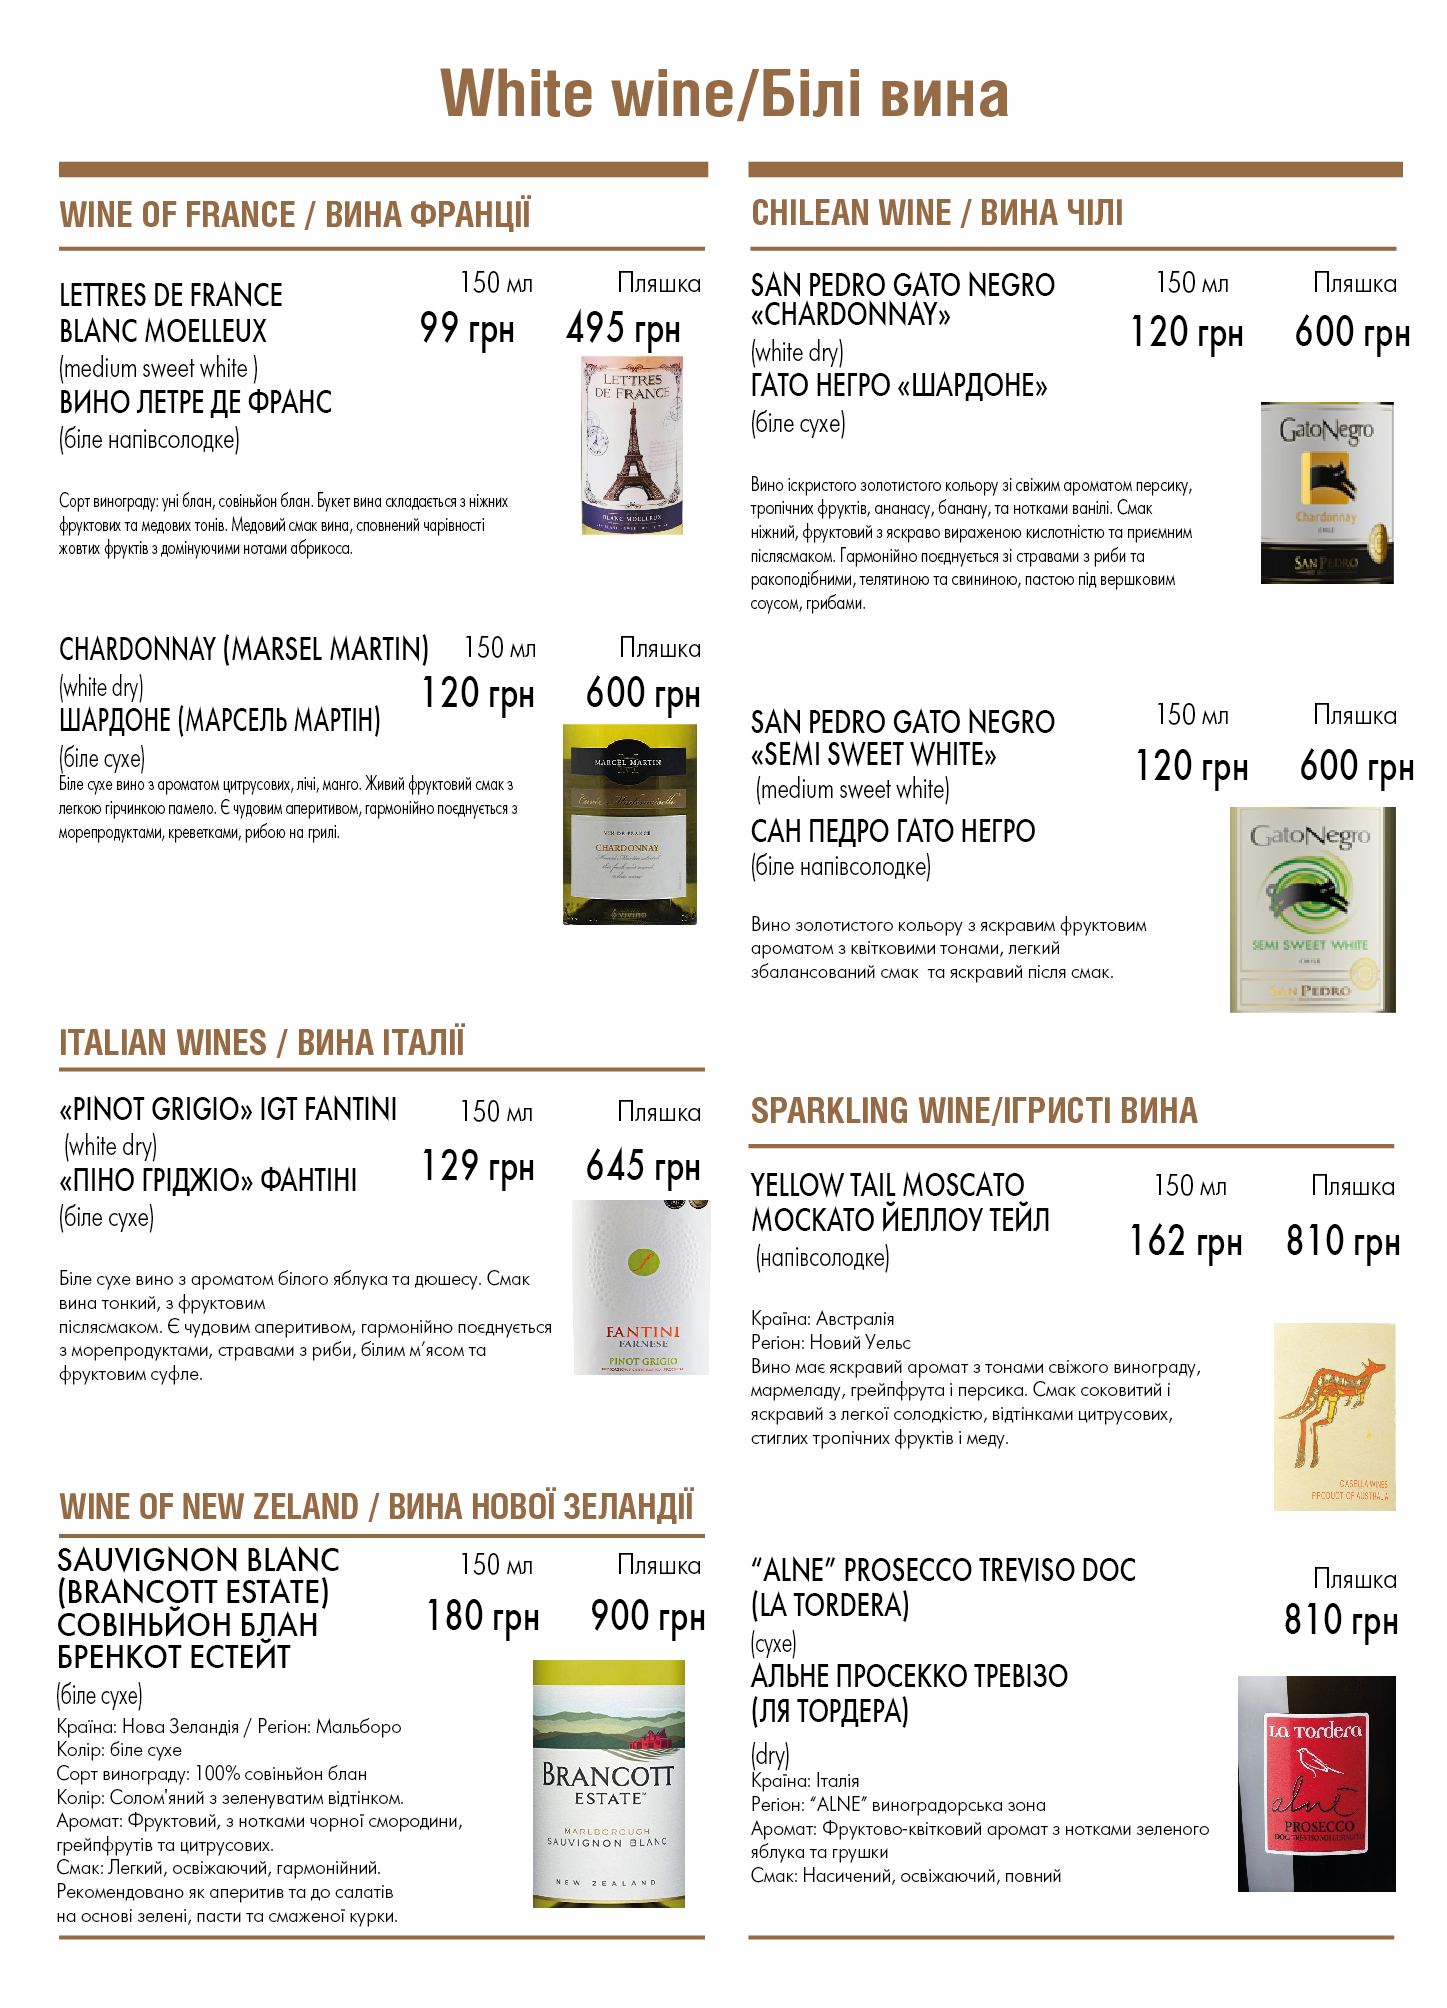 White wine/Білі вина
WINE OF FRANCE / ВИНА ФРАНЦІЇ
LETTRES DE FRANCE
BLANC MOELLEUX
(medium sweet white )
ВИНО ЛЕТРЕ ДЕ ФРАНС
(біле напівсолодке)
150 мл Пляшка
99 грн 495 грн
LETTRES
DE FRANCE
BLANC MOELLEUX
Сорт винограду: уні блан, совіньйон блан. Букет вина складається з ніжних
фруктових та медових тонів. Медовий смак вина, сповнений чарівності
жовтих фруктів з домінуючими нотами абрикоса.
CHARDONNAY (MARSEL MARTIN)
(white dry)
ШАРДОНЕ (МАРСЕЛЬ МАРТІН)
(біле сухе)
150 мл Пляшка
120 грн 600 грн
Біле сухе вино з ароматом цитрусових, лічі, манго. Живий фруктовий смак з
легкою гірчинкою памело. Є чудовим аперитивом, гармонійно поєднується з
морепродуктами, креветками, рибою на грилі.
MARCEL MARTIN
VIN DE FRANCE
CHARDONNAY
vivino
ITALIAN WINES / ВИНА ІТАЛІЇ
«PINOT GRIGIO» IGT FANTINI
(white dry)
«ПІНО ГРІДЖІО» ФАНТІНІ
(біле сухе)
150 мл Пляшка
129 грн 645 грн
Біле сухе вино з ароматом білого яблука та дюшесу. Смак
вина тонкий, з фруктовим
післясмаком. Є чудовим аперитивом, гармонійно поєднується
з морепродуктами, стравами з риби, білим м’ясом та
фруктовим суфле.
FANTINI
FARNESE
PINOT GRIGIO
WINE OF NEW ZELAND / ВИНА НОВОЇ ЗЕЛАНДІЇ
SAUVIGNON BLANC
(BRANCOTT ESTATE)
СОВІНЬЙОН БЛАН
БРЕНКОТ ЕСТЕЙТ
(біле сухе)
150 мл Пляшка
180 грн 900 грн
Країна: Нова Зеландія / Регіон: Мальборо
Колір: біле сухе
Сорт винограду: 100% совіньйон блан
Колір: Солом'яний з зеленуватим відтінком.
Аромат: Фруктовий, з нотками чорної смородини,
грейпфрутів та цитрусових.
Смак: Легкий, освіжаючий, гармонійний.
Рекомендовано як аперитив та до салатів
на основі зелені, пасти та смаженої курки.
BRANCOTT
ESTATE
MARLBOROUGH
SAUVIGNON BLANC
NEW ZEALAND
CHILEAN WINE / ВИНА ЧІЛІ
SAN PEDRO GATO NEGRO
«CHARDONNAY»
(white dry)
ГАТО НЕГРО «ШАРДОНЕ»
(біле сухе)
150 мл Пляшка
120 грн 600 грн
Вино іскристого золотистого кольору зі свіжим ароматом персику,
тропічних фруктів, ананасу, банану, та нотками ванілі. Смак
ніжний, фруктовий з яскраво вираженою кислотністю та приємним
післясмаком. Гармонійно поєднується зі стравами з риби та
ракоподібними, телятиною та свининою, пастою під вершковим
соусом, грибами.
GatoNegro
Chardonnay
CHILE
SAN PEDRO
SAN PEDRO GATO NEGRO
«SEMI SWEET WHITE»
(medium sweet white)
САН ПЕДРО ГАТО НЕГРО
(біле напівсолодке)
150 мл Пляшка
120 грн 600 грн
Вино золотистого кольору з яскравим фруктовим
ароматом з квітковими тонами, легкий
збалансований смак та яскравий після смак.
GatoNegro
SEMI SWEET WHITE
CHILE
SAN PEDRO
SPARKLING WINE/ІГРИСТІ ВИНА
YELLOW TAIL MOSCATO
МОСКАТО ЙЕЛЛОУ ТЕЙЛ
(напівсолодке)
150 мл Пляшка
162 грн 810 грн
Країна: Австралія
Регіон: Новий Уельс
Вино має яскравий аромат з тонами свіжого винограду,
мармеладу, грейпфрута і персика. Смак соковитий і
яскравий з легкої солодкістю, відтінками цитрусових,
стиглих тропічних фруктів і меду.
CASELLA WINES
PRODUCT OF AUSTRALIA
“ALNE” PROSECCO TREVISO DOC
(LA TORDERA)
(сухе)
АЛЬНЕ ПРОСЕККО ТРЕВІЗО
(ЛЯ ТОРДЕРА)
(dry)
Пляшка
810 грн
Країна: Італія
Регіон: “ALNE” виноградорська зона
Аромат: Фруктово-квітковий аромат з нотками зеленого
яблука та грушки
Смак: Насичений, освіжаючий, повний
La Tordera
alnè
PROSECCO